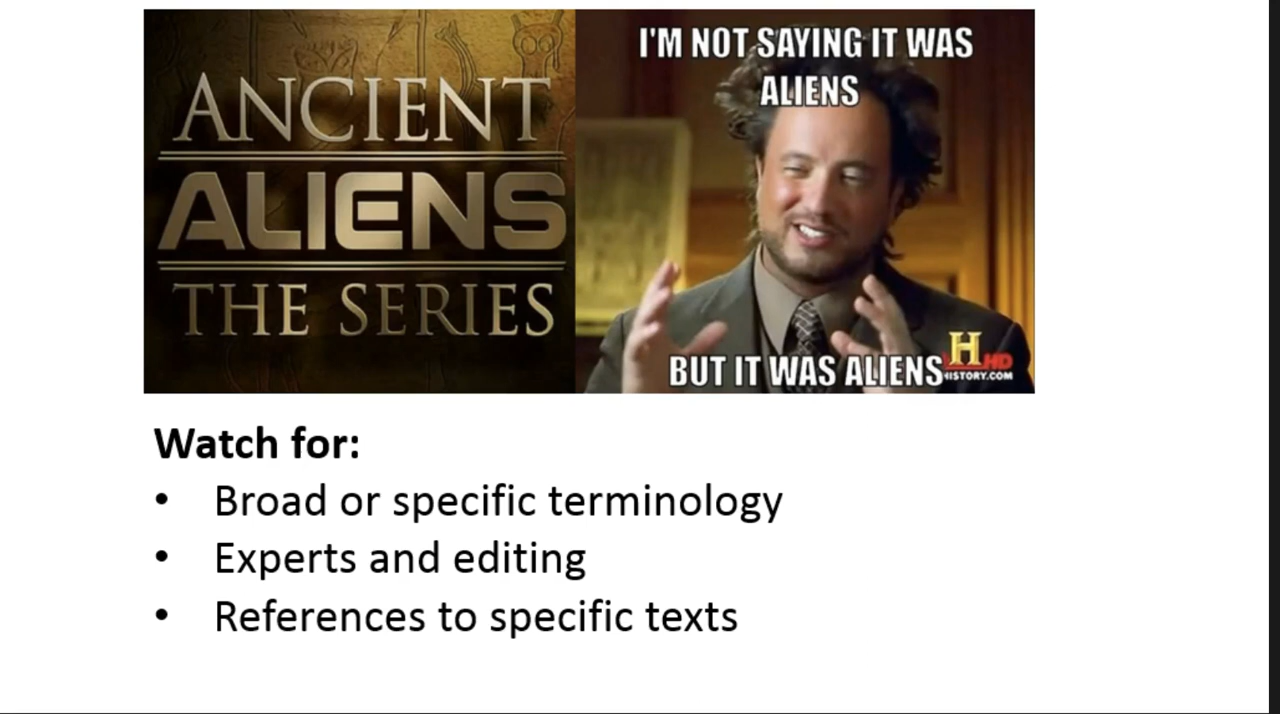 ANCIENT
ALIENS
THE SERIES
I'M NOT SAYING IT WAS
ALIENS
BUT IT WAS ALIENS
H HD
HISTORY.COM
Watch for:
• Broad or specific terminology
• Experts and editing
• References to specific texts